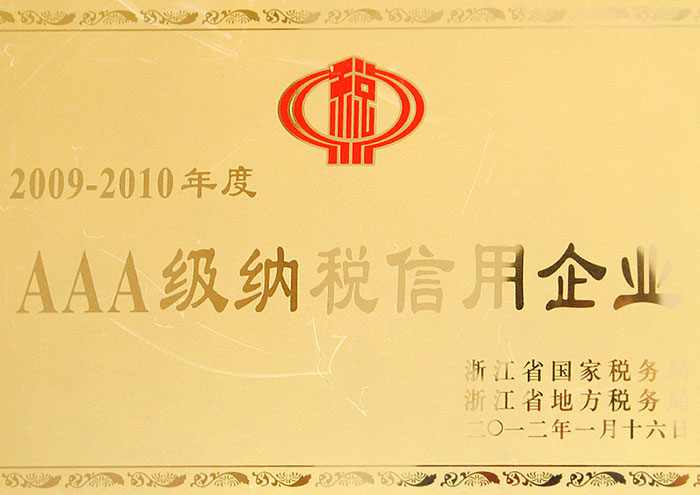 税
2009-2010年度
AAA级纳税信用企业
浙江省国家税务局
浙江省地方税务局
二〇一二年一月十六日